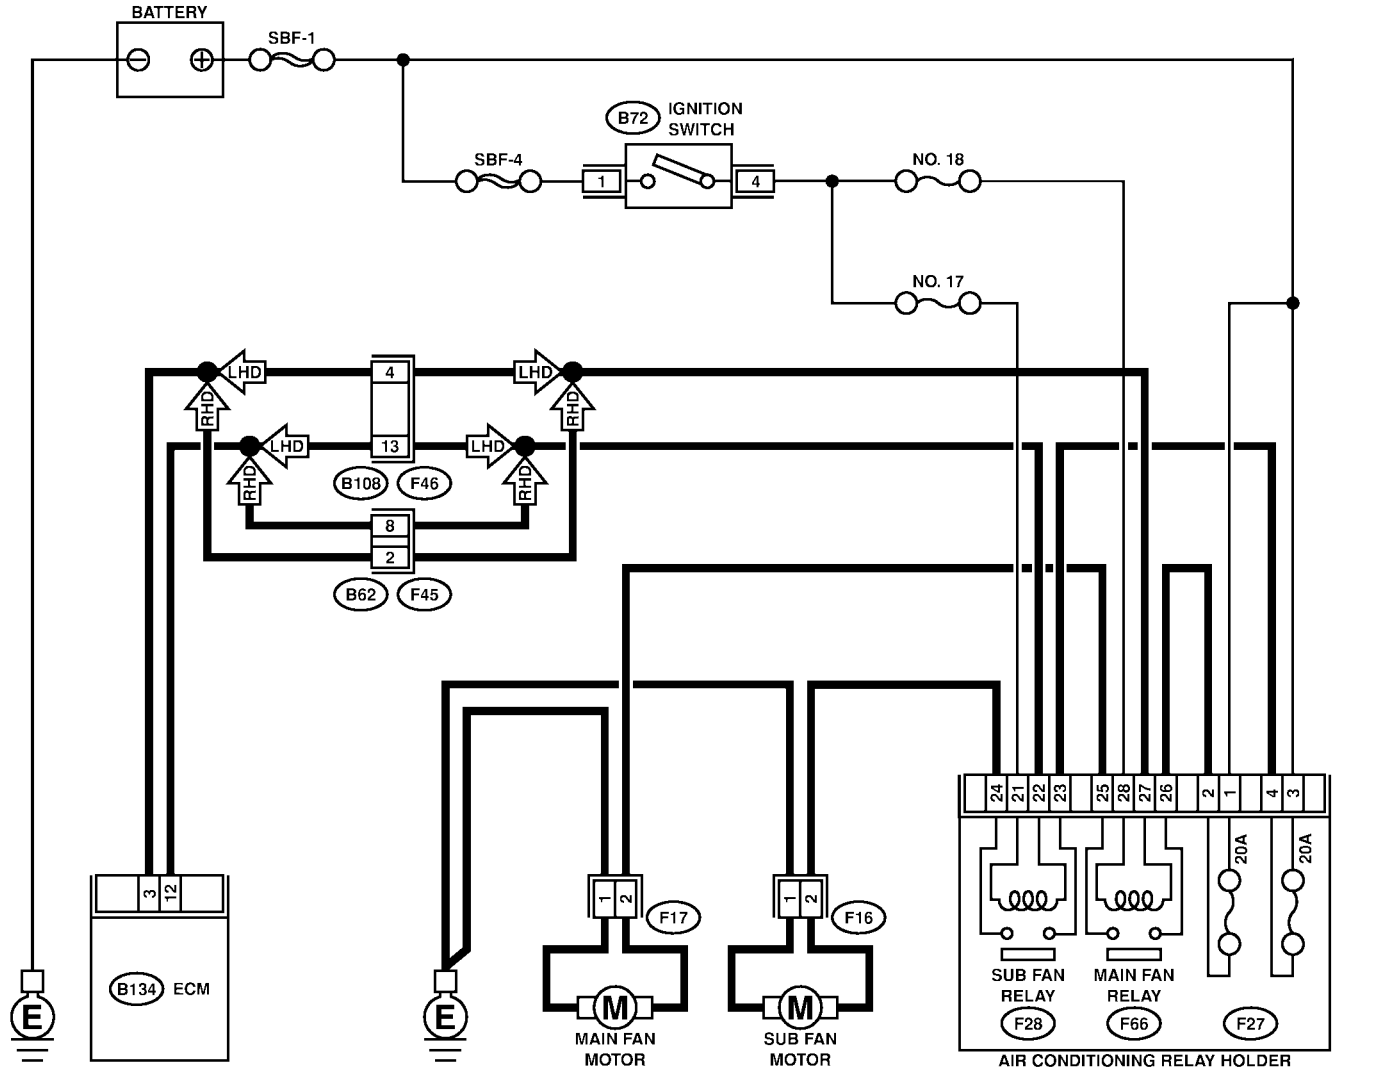 BATTERY
SBF-1
B72
IGNITION
SWITCH
SBF-4
1
4
NO. 18
NO. 17
LHD
4
LHD
RHD
RHD
LHD
13
LHD
RHD
RHD
B108
F46
8
2
B62
F45
24
21
22
23
25
28
27
26
2
1
4
3
20A
20A
3
12
1
2
F17
1
2
F16
SUB FAN
RELAY
MAIN FAN
RELAY
B134
ECM
E
E
M
M
F28
F66
F27
MAIN FAN
MOTOR
SUB FAN
MOTOR
AIR CONDITIONING RELAY HOLDER